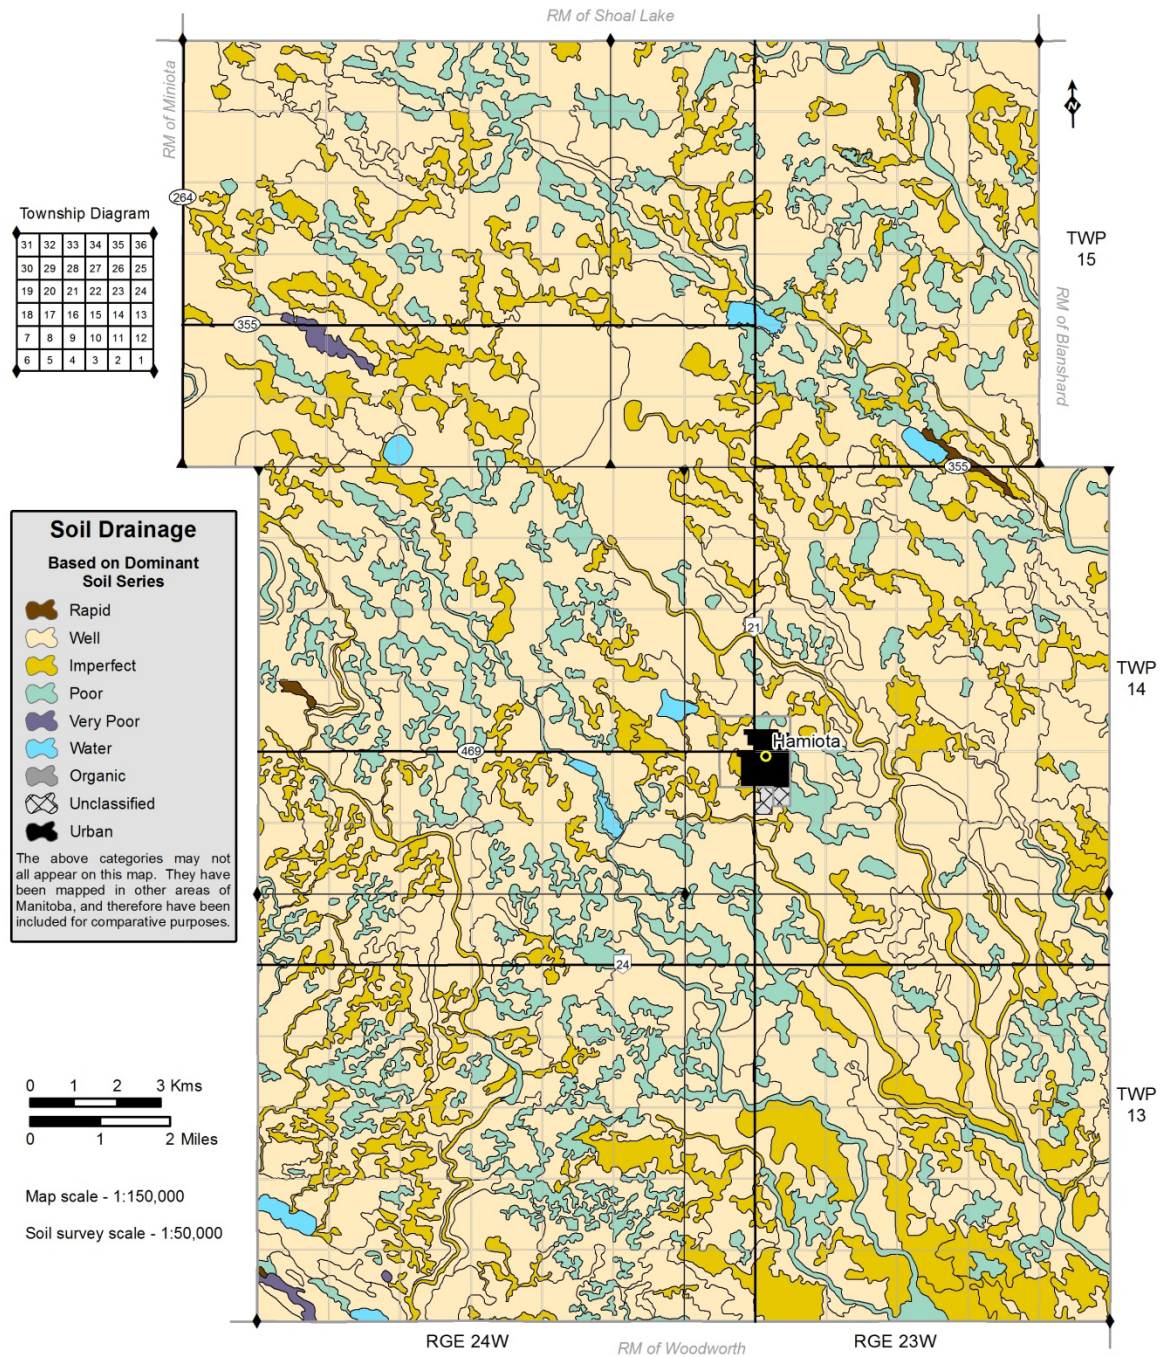 RM of Shoal Lake
RM of Miniota
264
Township Diagram
31 32 33 34 35 36
30 29 28 27 26 25
19 20 21 22 23 24
18 17 16 15 14 13
7 8 9 10 11 12
6 5 4 3 2 1
N
TWP
15
RM of Blanshard
355
355
Soil Drainage
Based on Dominant
Soil Series
Rapid
Well
Imperfect
Poor
Very Poor
Water
Organic
Unclassified
Urban
The above categories may not
all appear on this map. They have
been mapped in other areas of
Manitoba, and therefore have been
included for comparative purposes.
21
TWP
14
Hamiota
469
24
0 1 2 3 Kms
0 1 2 Miles
TWP
13
Map scale - 1:150,000
Soil survey scale - 1:50,000
RGE 24W
RM of Woodworth
RGE 23W